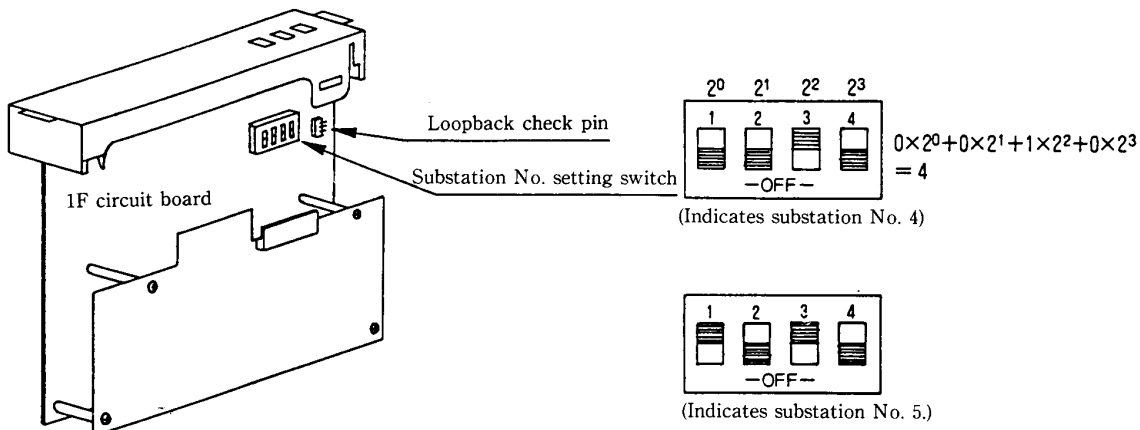 Loopback check pin
Substation No. setting switch
1F circuit board
2⁰ 2¹ 2² 2³
1 2 3 4
—OFF—
0×2⁰+0×2¹+1×2²+0×2³
= 4
(Indicates substation No. 4)
1 2 3 4
—OFF—
(Indicates substation No. 5.)